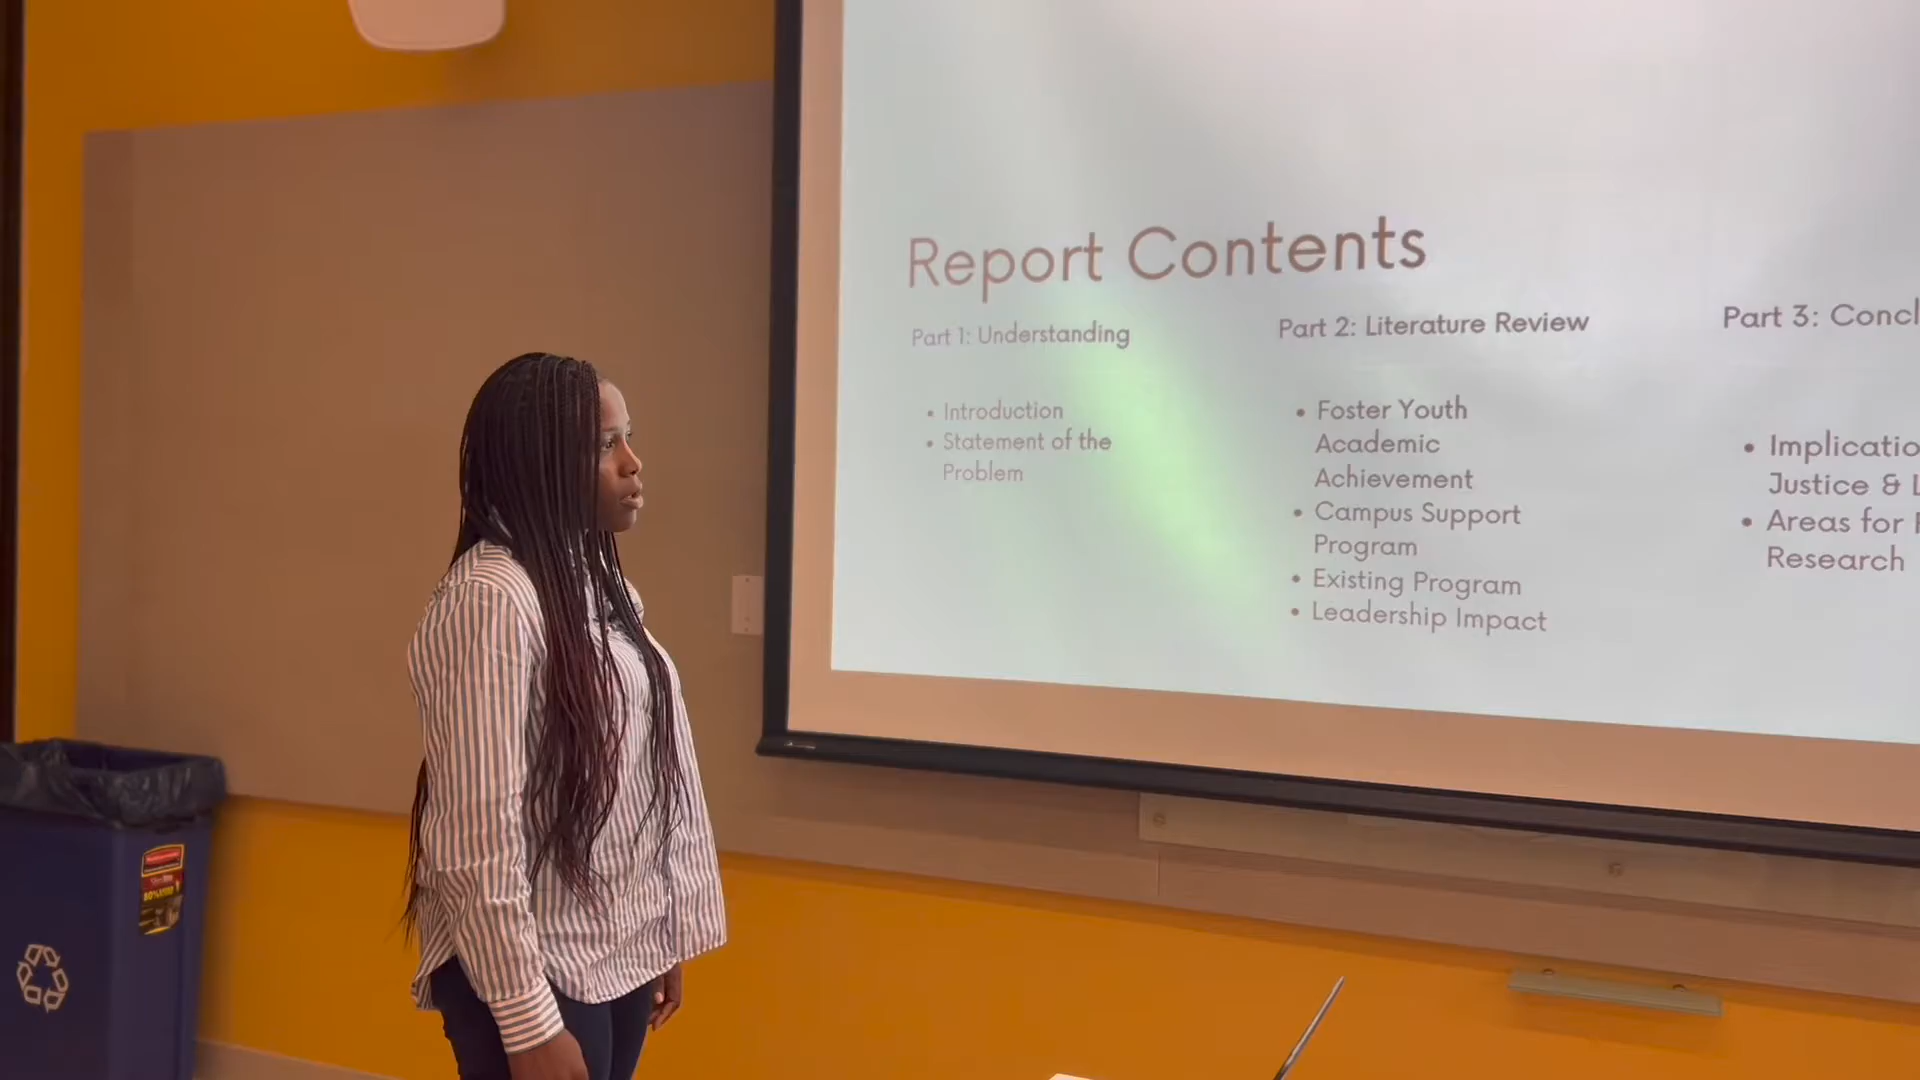 Report Contents
Part 1: Understanding
Introduction
Statement of the
Problem
Part 2: Literature Review
Foster Youth
Academic
Achievement
Campus Support
Program
Existing Program
Leadership Impact
Part 3: Concl
Implicatio
Justice & L
Areas for
Research